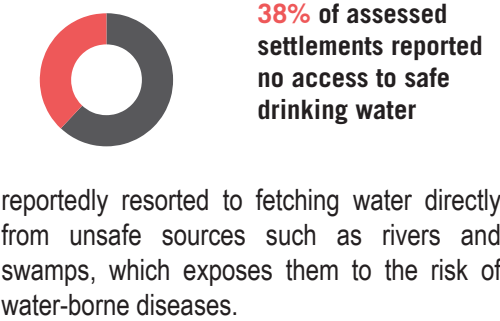 38% of assessed
settlements reported
no access to safe
drinking water
reportedly resorted to fetching water directly
from unsafe sources such as rivers and
swamps, which exposes them to the risk of
water-borne diseases.